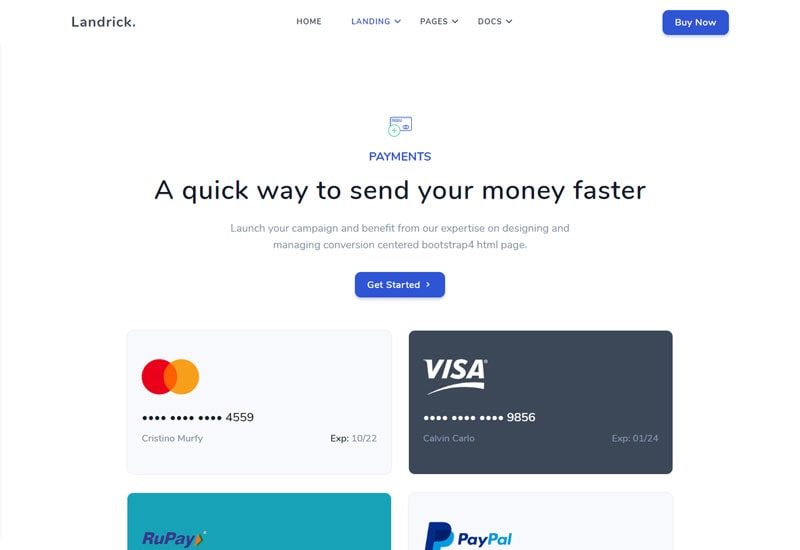 Landrick.
HOME
LANDING
PAGES
DOCS
Buy Now
PAYMENTS
A quick way to send your money faster
Launch your campaign and benefit from our expertise on designing and
managing conversion centered bootstrap4 html page.
Get Started
•••• •••• •••• 4559
Cristino Murfy
Exp: 10/22
VISA
•••• •••• •••• 9856
Calvin Carlo
Exp: 01/24
RuPay
PayPal